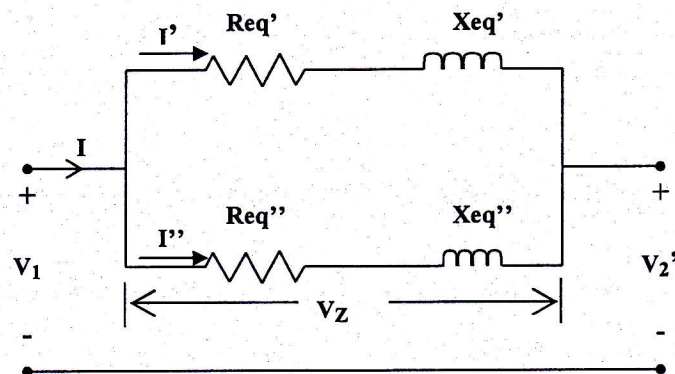 I' Req' Xeq'
I
+ +
Req'' Xeq''
I''
V1 V2'
VZ
- -